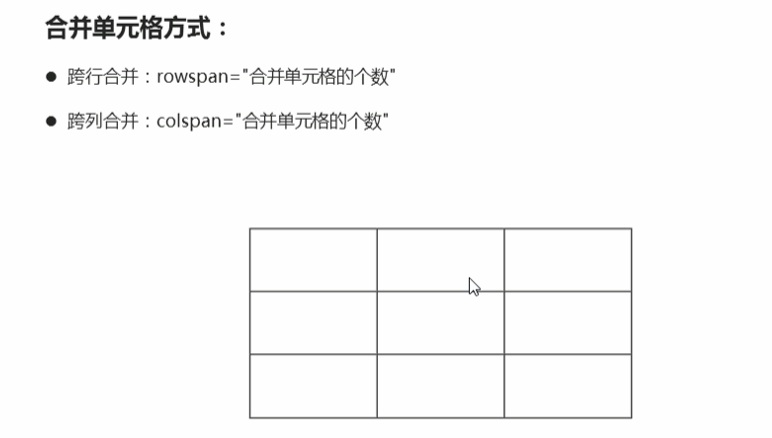 合并单元格方式：
● 跨行合并：rowspan="合并单元格的个数"
● 跨列合并：colspan="合并单元格的个数"